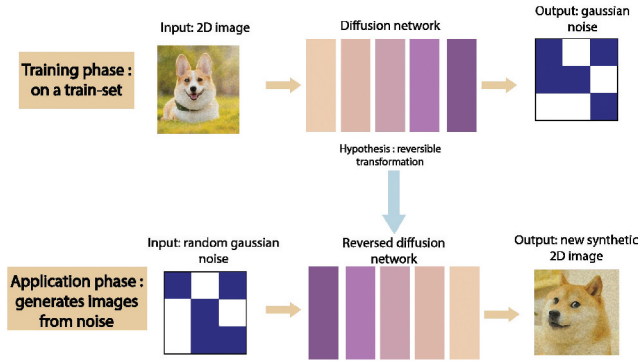 Input: 2D image
Diffusion network
Output: gaussian
noise
Training phase :
on a train-set
Hypothesis : reversible
transformation
Input: random gaussian
noise
Reversed diffusion
network
Output: new synthetic
2D image
Application phase :
generates images
from noise